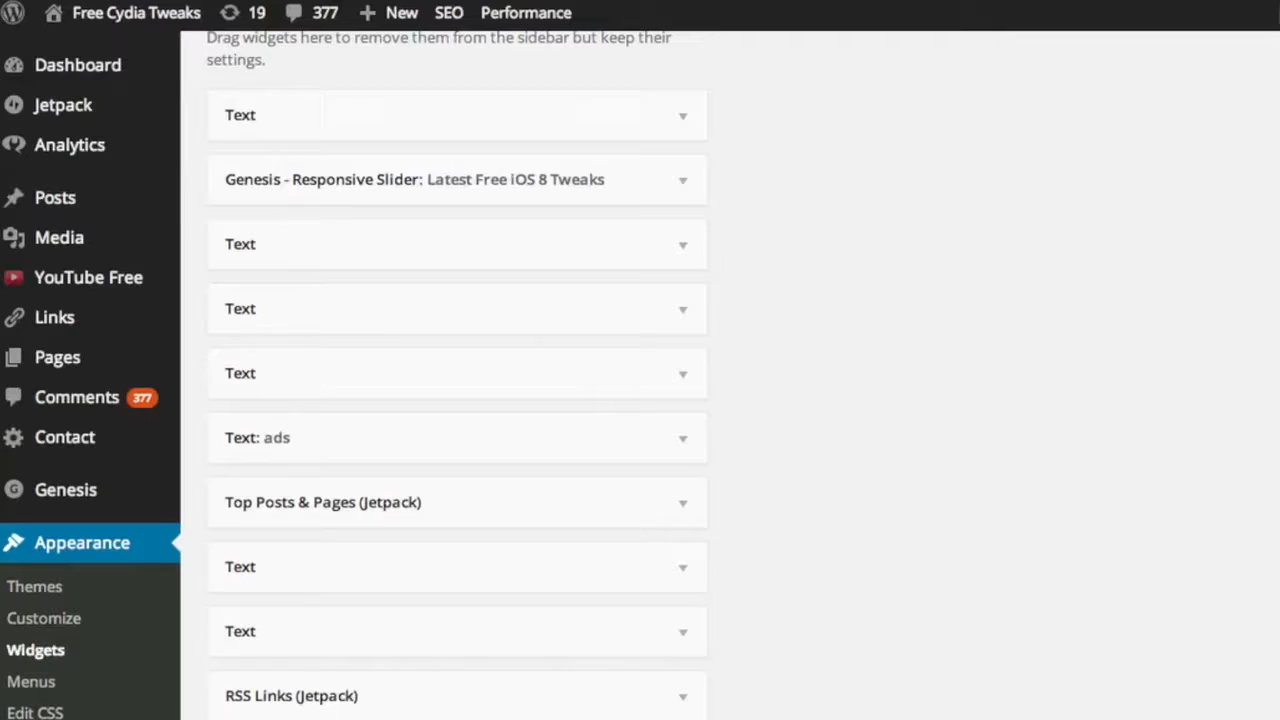 Free Cydia Tweaks 19 377 New SEO Performance
Dashboard
Jetpack
Analytics
Posts
Media
YouTube Free
Links
Pages
Comments 377
Contact
Genesis
Appearance
Themes
Customize
Widgets
Menus
Edit CSS
Drag widgets here to remove them from the sidebar but keep their
settings.
Text
Genesis - Responsive Slider: Latest Free iOS 8 Tweaks
Text
Text
Text
Text: ads
Top Posts & Pages (Jetpack)
Text
Text
RSS Links (Jetpack)